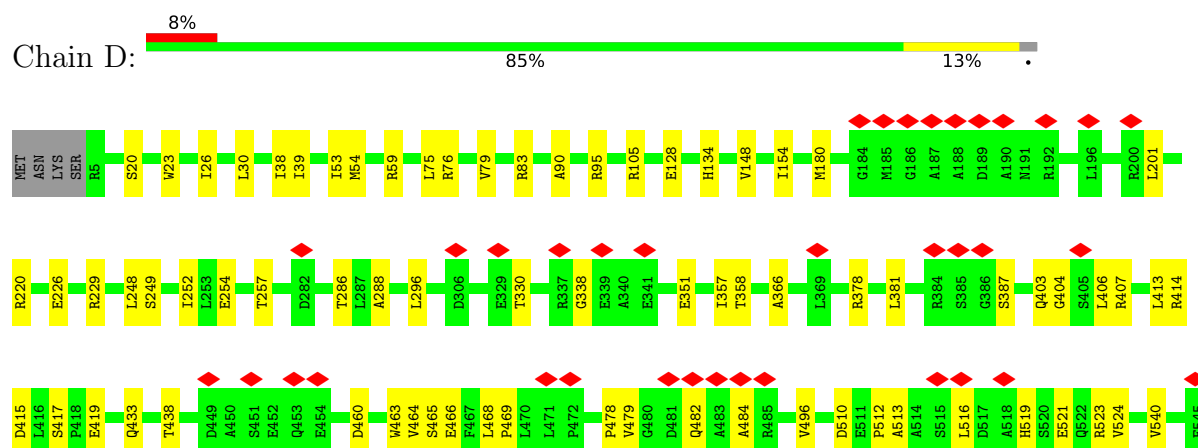 8%
Chain D:
85% 13% •
MET ASN LYS SER R5 S20 W23 I26 L30 I38 I39 I53 M54 R59 L75 R76 V79 R83 A90 R95 R105 E128 H134 V148 I154 M180 G184 M185 G186 A187 A188 D189 A190 N191 R192 L196 R200 L201
R220 E226 R229 L248 S249 I252 L253 E254 T257 D282 T286 L287 A288 L296 D306 E329 T330 R337 G338 E339 A340 E341 E351 I357 T358 A366 L369 R378 L381 R384 S385 G386 S387 Q403 G404 S405 L406 R407 L413 R414
D415 L416 S417 P418 E419 Q433 T438 D449 A450 S451 E452 Q453 E454 D460 W463 V464 S465 E466 F467 L468 P469 L470 L471 P472 P478 V479 G480 D481 Q482 A483 A484 R485 V496 D510 E511 P512 A513 A514 S515 L516 D517 A518 H519 S520 E521 Q522 R523 V524 V540